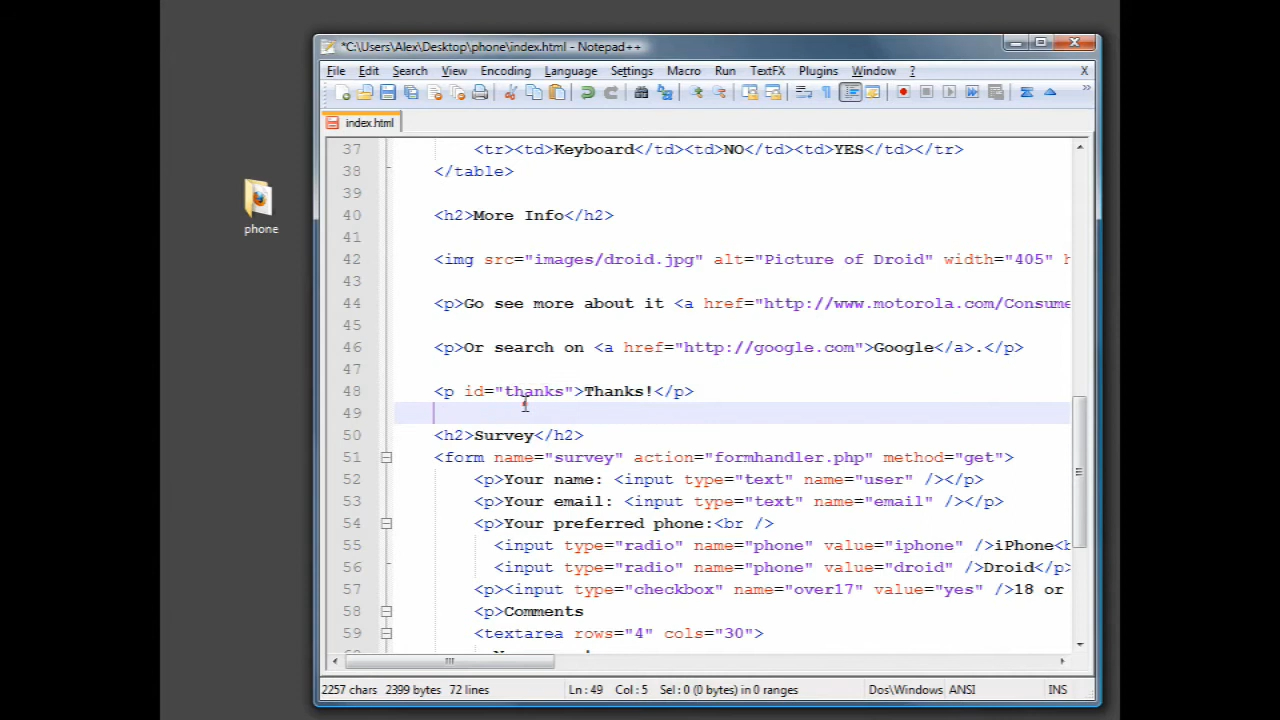 *C:\Users\Alex\Desktop\phone\index.html - Notepad++
File Edit Search View Encoding Language Settings Macro Run TextFX Plugins Window ? X
index.html
phone
37 <tr><td>Keyboard</td><td>NO</td><td>YES</td></tr>
38 </table>
39
40 <h2>More Info</h2>
41
42 <img src="images/droid.jpg" alt="Picture of Droid" width="405" h
43
44 <p>Go see more about it <a href="http://www.motorola.com/Consume
45
46 <p>Or search on <a href="http://google.com">Google</a>.</p>
47
48 <p id="thanks">Thanks!</p>
49
50 <h2>Survey</h2>
51 <form name="survey" action="formhandler.php" method="get">
52 <p>Your name: <input type="text" name="user" /></p>
53 <p>Your email: <input type="text" name="email" /></p>
54 <p>Your preferred phone:<br />
55 <input type="radio" name="phone" value="iphone" />iPhone<b
56 <input type="radio" name="phone" value="droid" />Droid</p>
57 <p><input type="checkbox" name="over17" value="yes" />18 or
58 <p>Comments
59 <textarea rows="4" cols="30">
2257 chars 2399 bytes 72 lines Ln : 49 Col : 5 Sel : 0 (0 bytes) in 0 ranges Dos\Windows ANSI INS